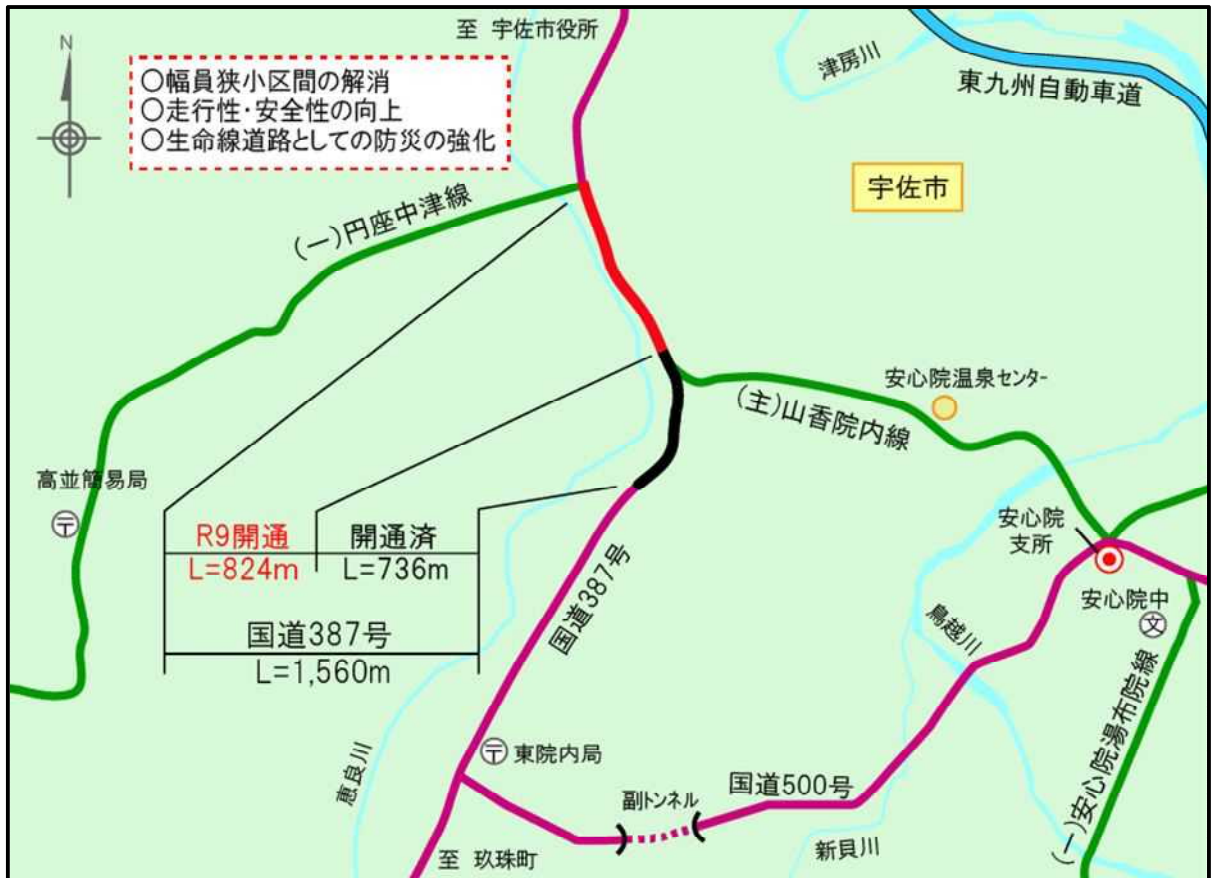 至 宇佐市役所
N
津房川
東九州自動車道
○幅員狭小区間の解消
○走行性・安全性の向上
○生命線道路としての防災の強化
宇佐市
(一)円座中津線
安心院温泉センター
(主)山香院内線
高並簡易局
〒
R9開通
L=824m
開通済
L=736m
国道387号
L=1,560m
国道387号
安心院
支所
安心院中
文
鳥越川
(一)安心院湯布院線
恵良川
〒
東院内局
副トンネル
国道500号
新貝川
至 玖珠町